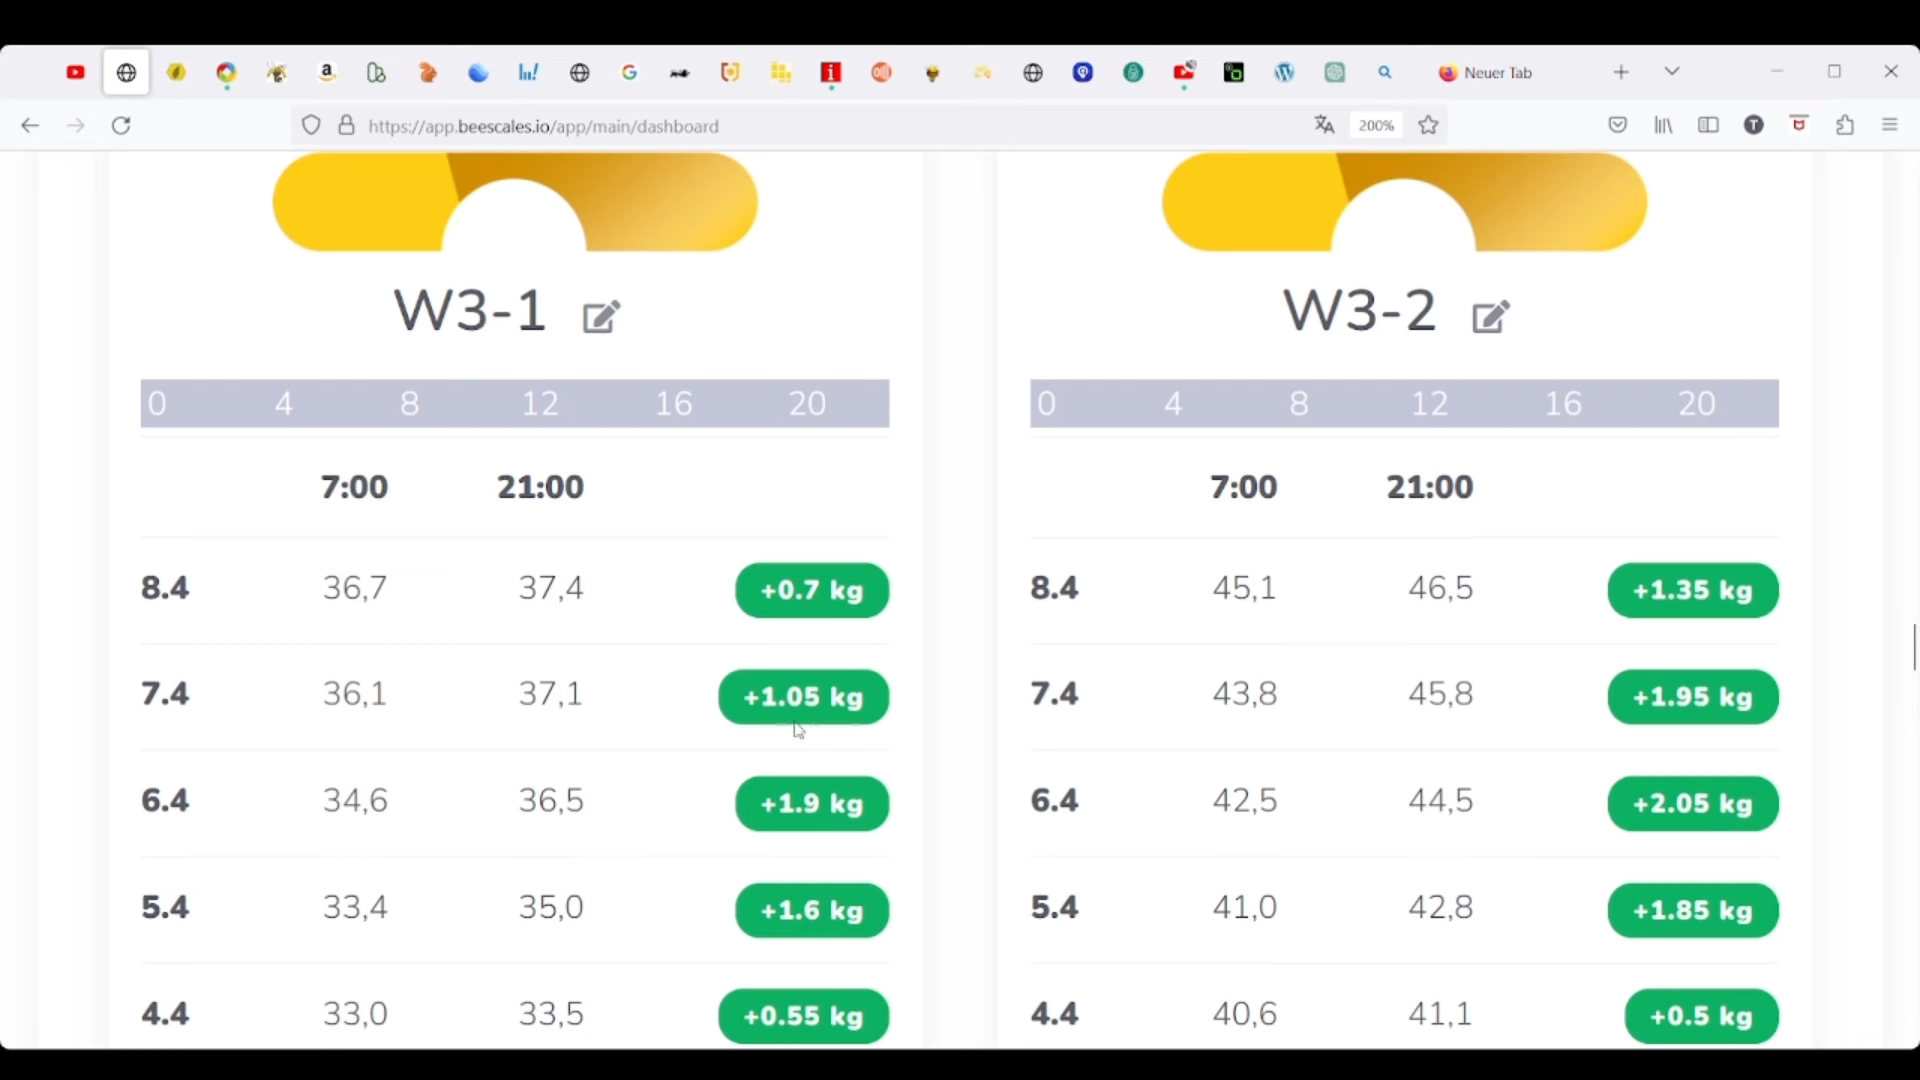 Neuer Tab
https://app.beescales.io/app/main/dashboard
200%
W3-1
0 4 8 12 16 20
7:00 21:00
8.4 36,7 37,4 +0.7 kg
7.4 36,1 37,1 +1.05 kg
6.4 34,6 36,5 +1.9 kg
5.4 33,4 35,0 +1.6 kg
4.4 33,0 33,5 +0.55 kg
W3-2
0 4 8 12 16 20
7:00 21:00
8.4 45,1 46,5 +1.35 kg
7.4 43,8 45,8 +1.95 kg
6.4 42,5 44,5 +2.05 kg
5.4 41,0 42,8 +1.85 kg
4.4 40,6 41,1 +0.5 kg